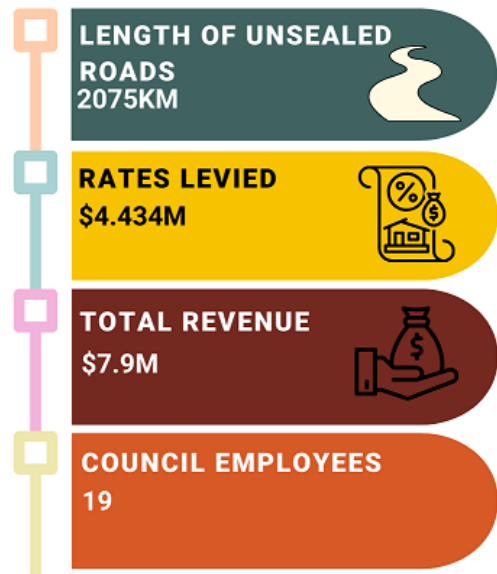 LENGTH OF UNSEALED
ROADS
2075KM
RATES LEVIED
$4.434M
%
$
TOTAL REVENUE
$7.9M
$
COUNCIL EMPLOYEES
19